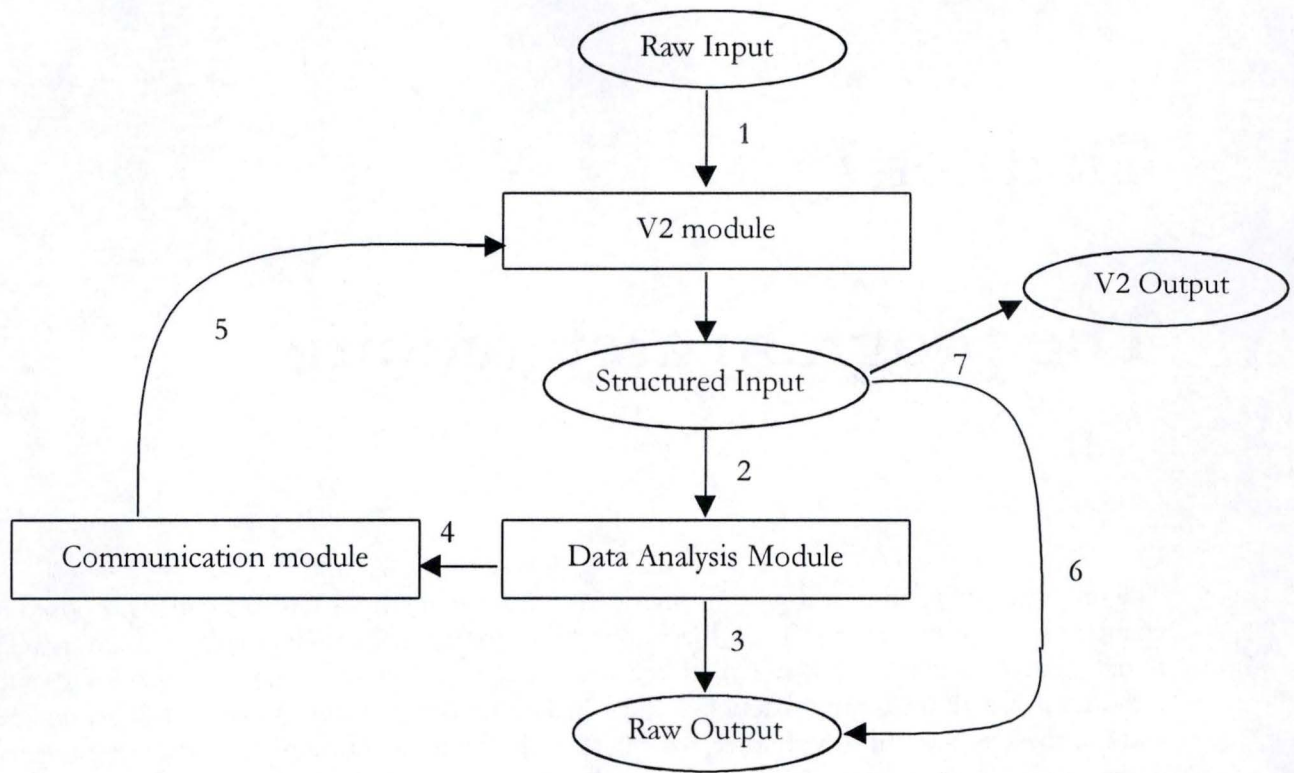 Raw Input
1
V2 module
V2 Output
5
7
Structured Input
2
Communication module
4
Data Analysis Module
6
3
Raw Output